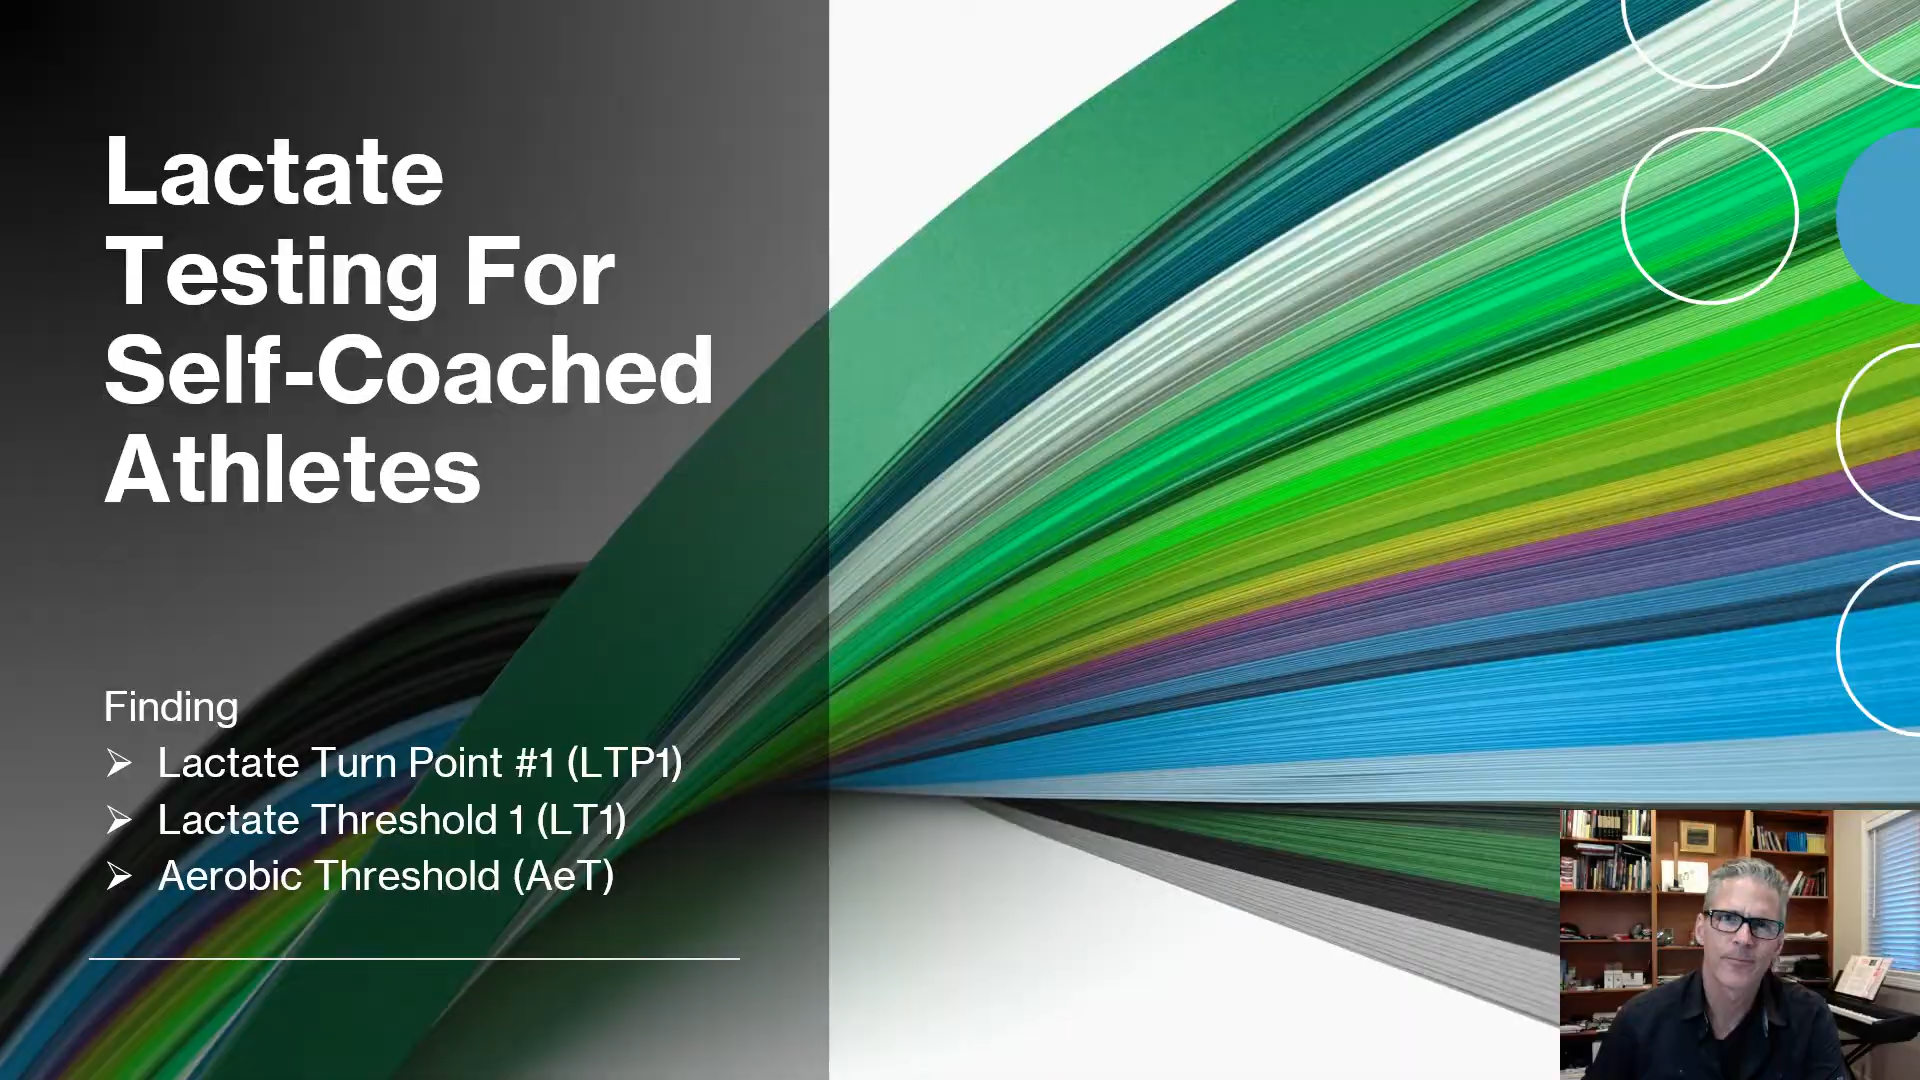 Lactate
Testing For
Self-Coached
Athletes
Finding
➢ Lactate Turn Point #1 (LTP1)
➢ Lactate Threshold 1 (LT1)
➢ Aerobic Threshold (AeT)